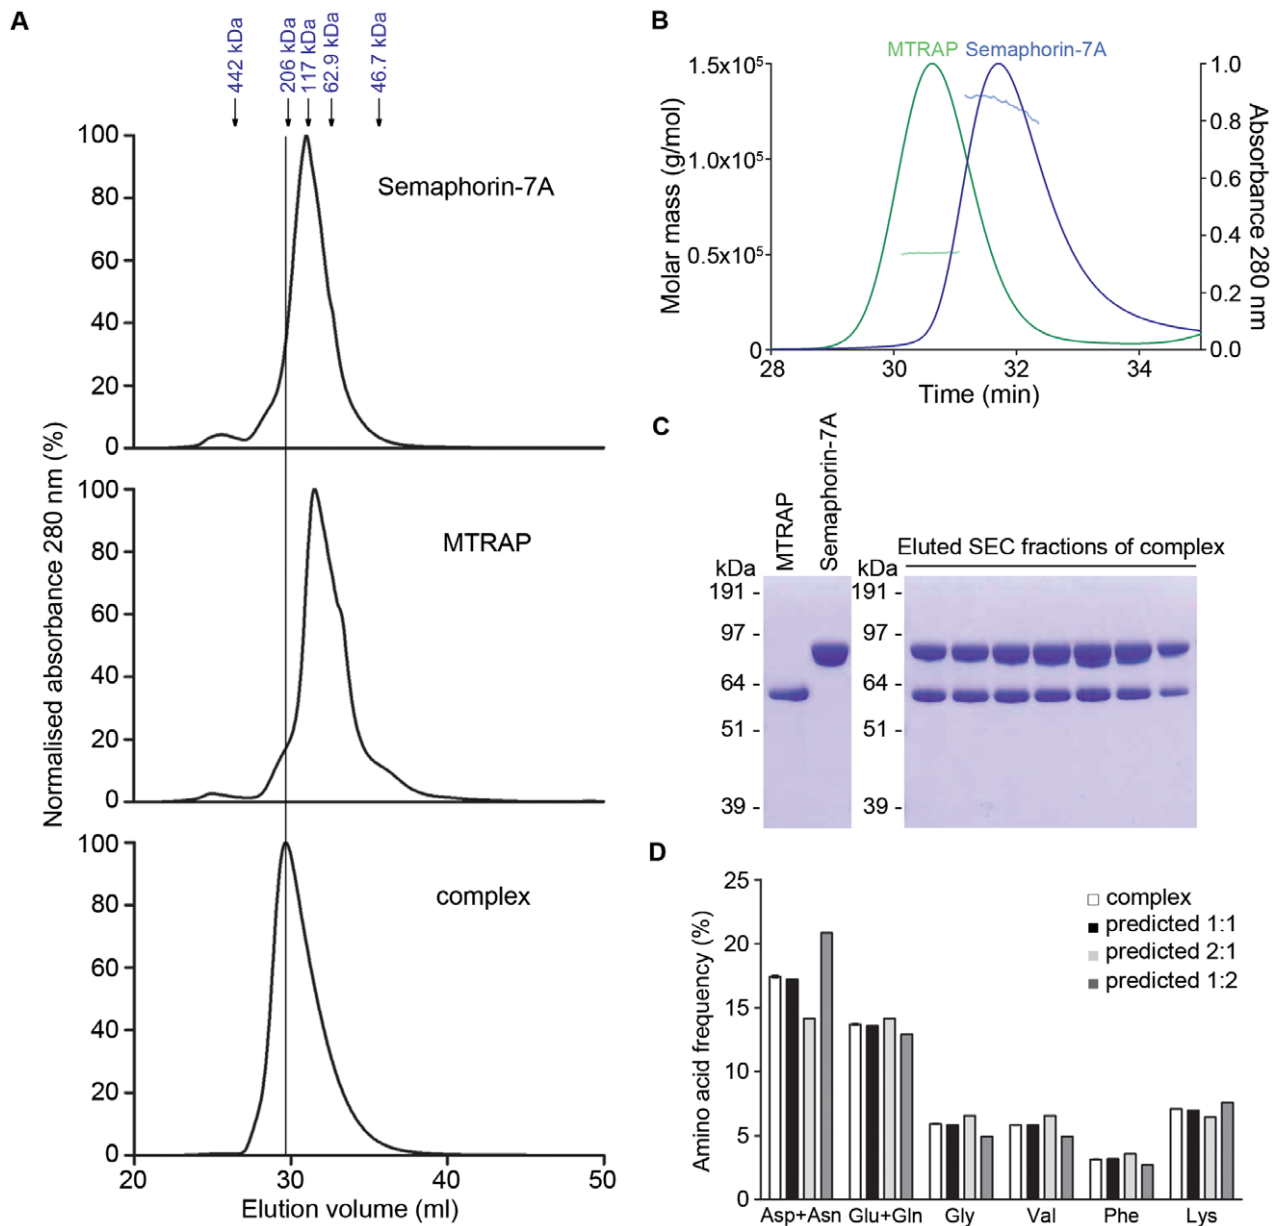 A
442 kDa
206 kDa
117 kDa
62.9 kDa
46.7 kDa
Normalised absorbance 280 nm (%)
100
80
60
40
20
0
Semaphorin-7A
100
80
60
40
20
0
MTRAP
100
80
60
40
20
0
complex
20
30
40
50
Elution volume (ml)
B
MTRAP Semaphorin-7A
Molar mass (g/mol)
1.5x10⁵
1.0x10⁵
0.5x10⁵
0
1.0
0.8
0.6
0.4
0.2
0.0
Absorbance 280 nm
28
30
32
34
Time (min)
C
MTRAP
Semaphorin-7A
Eluted SEC fractions of complex
kDa
191 -
97 -
64 -
51 -
39 -
kDa
191 -
97 -
64 -
51 -
39 -
D
Amino acid frequency (%)
25
20
15
10
5
0
complex
predicted 1:1
predicted 2:1
predicted 1:2
Asp+Asn Glu+Gln Gly Val Phe Lys